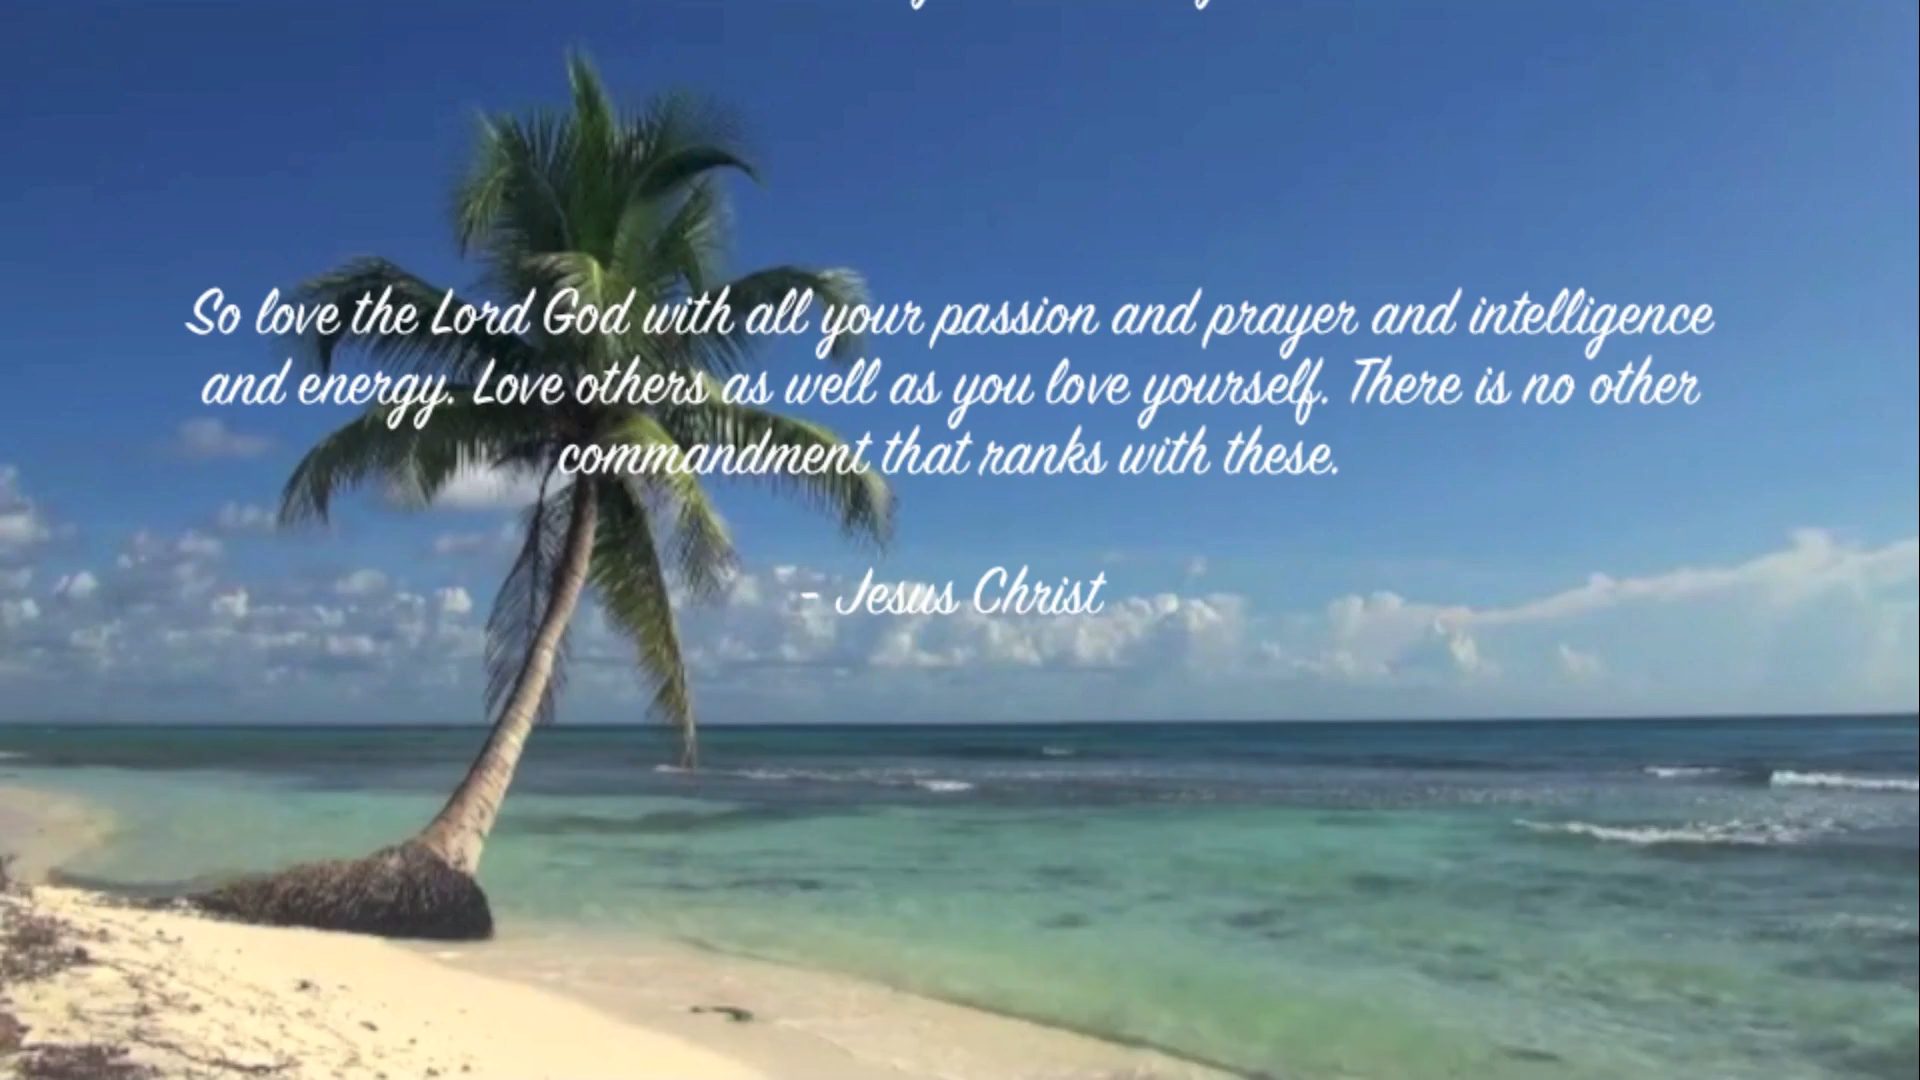 So love the Lord God with all your passion and prayer and intelligence
and energy. Love others as well as you love yourself. There is no other
commandment that ranks with these.
- Jesus Christ